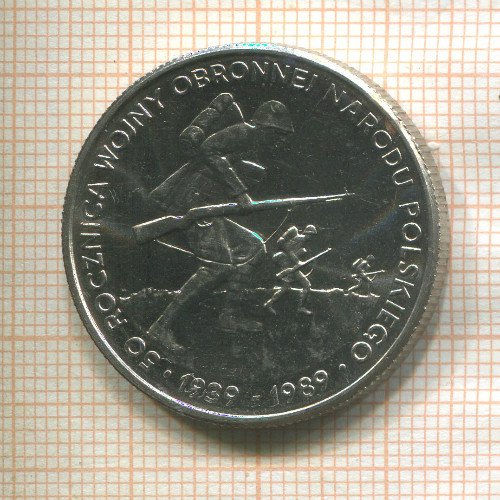 50 ROCZNICA WOJNY OBRONNEJ NARODU POLSKIEGO
• 1939 - 1989 •